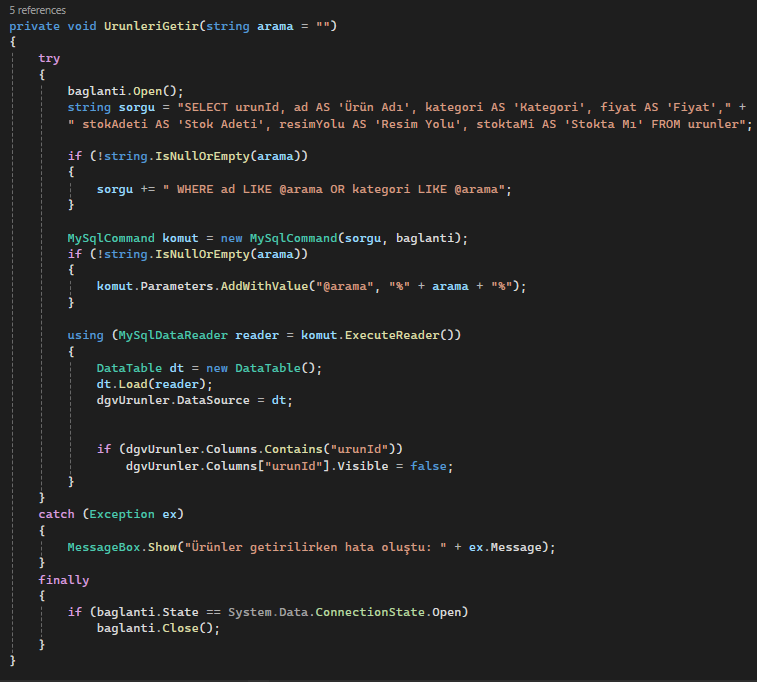 5 references
private void UrunleriGetir(string arama = "")
{
try
{
baglanti.Open();
string sorgu = "SELECT urunId, ad AS 'Ürün Adı', kategori AS 'Kategori', fiyat AS 'Fiyat'," +
" stokAdeti AS 'Stok Adeti', resimYolu AS 'Resim Yolu', stoktaMi AS 'Stokta Mı' FROM urunler";
if (!string.IsNullOrEmpty(arama))
{
sorgu += " WHERE ad LIKE @arama OR kategori LIKE @arama";
}
MySqlCommand komut = new MySqlCommand(sorgu, baglanti);
if (!string.IsNullOrEmpty(arama))
{
komut.Parameters.AddWithValue("@arama", "%" + arama + "%");
}
using (MySqlDataReader reader = komut.ExecuteReader())
{
DataTable dt = new DataTable();
dt.Load(reader);
dgvUrunler.DataSource = dt;
if (dgvUrunler.Columns.Contains("urunId"))
dgvUrunler.Columns["urunId"].Visible = false;
}
}
catch (Exception ex)
{
MessageBox.Show("Ürünler getirilirken hata oluştu: " + ex.Message);
}
finally
{
if (baglanti.State == System.Data.ConnectionState.Open)
baglanti.Close();
}
}